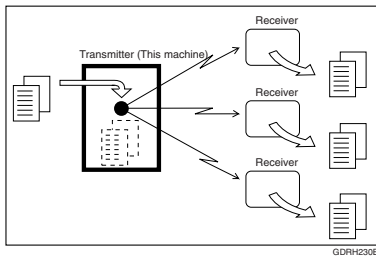 Receiver
Transmitter (This machine)
Receiver
Receiver
GDRH230E